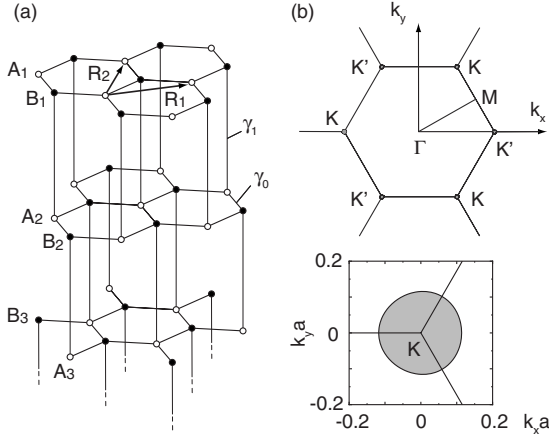 (a)
A1
B1
R2
R1
γ1
γ0
A2
B2
B3
A3
(b)
ky
K'
K
M
K
kx
Γ
K'
K'
K
0.2
0
-0.2
kya
K
-0.2
0
0.2
kxa